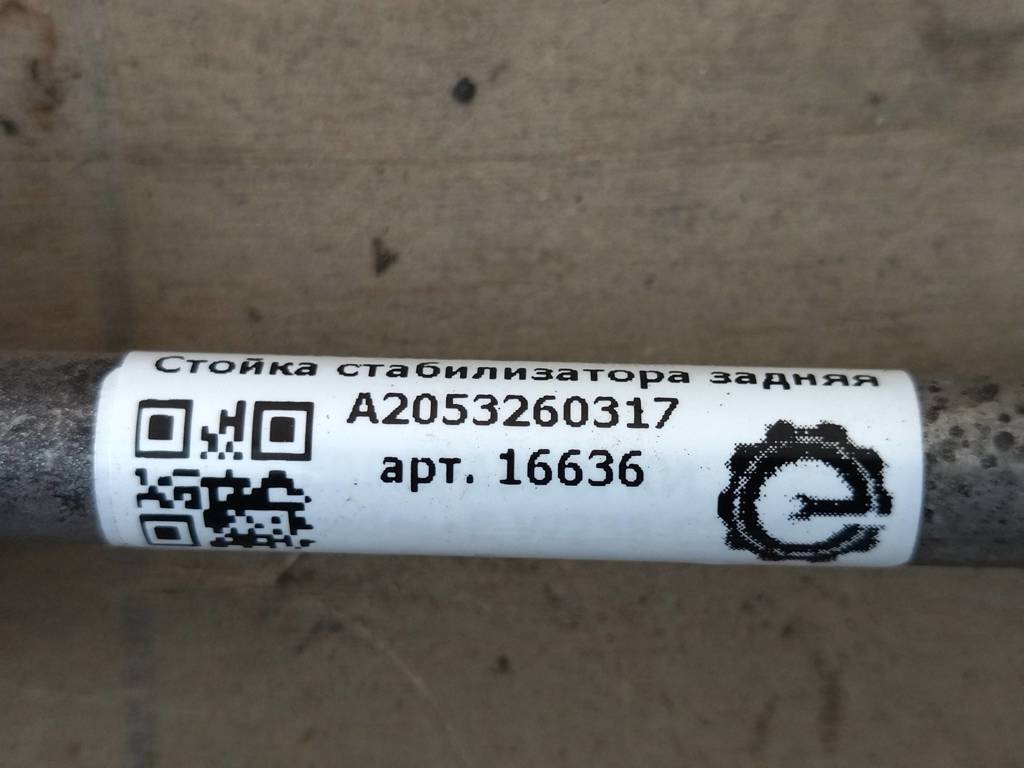 Стойка стабилизатора задняя
A2053260317
арт. 16636